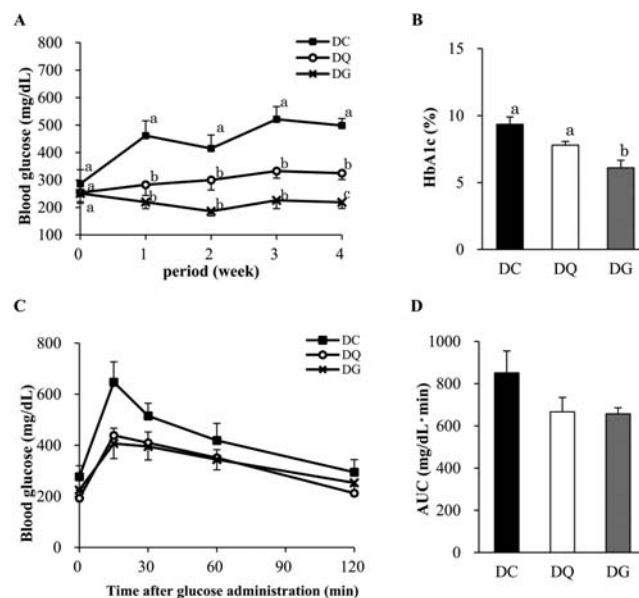 A
800
700
600
500
400
300
200
100
Blood glucose (mg/dL)
DC
DQ
DG
a
a
a
a
a
a
b
b
b
b
a
b
b
b
c
0
1
2
3
4
period (week)
B
15
10
5
0
HbA1c (%)
a
a
b
DC
DQ
DG
C
800
600
400
200
0
Blood glucose (mg/dL)
DC
DQ
DG
0
30
60
90
120
Time after glucose administration (min)
D
1000
800
600
400
200
0
AUC (mg/dL·min)
DC
DQ
DG